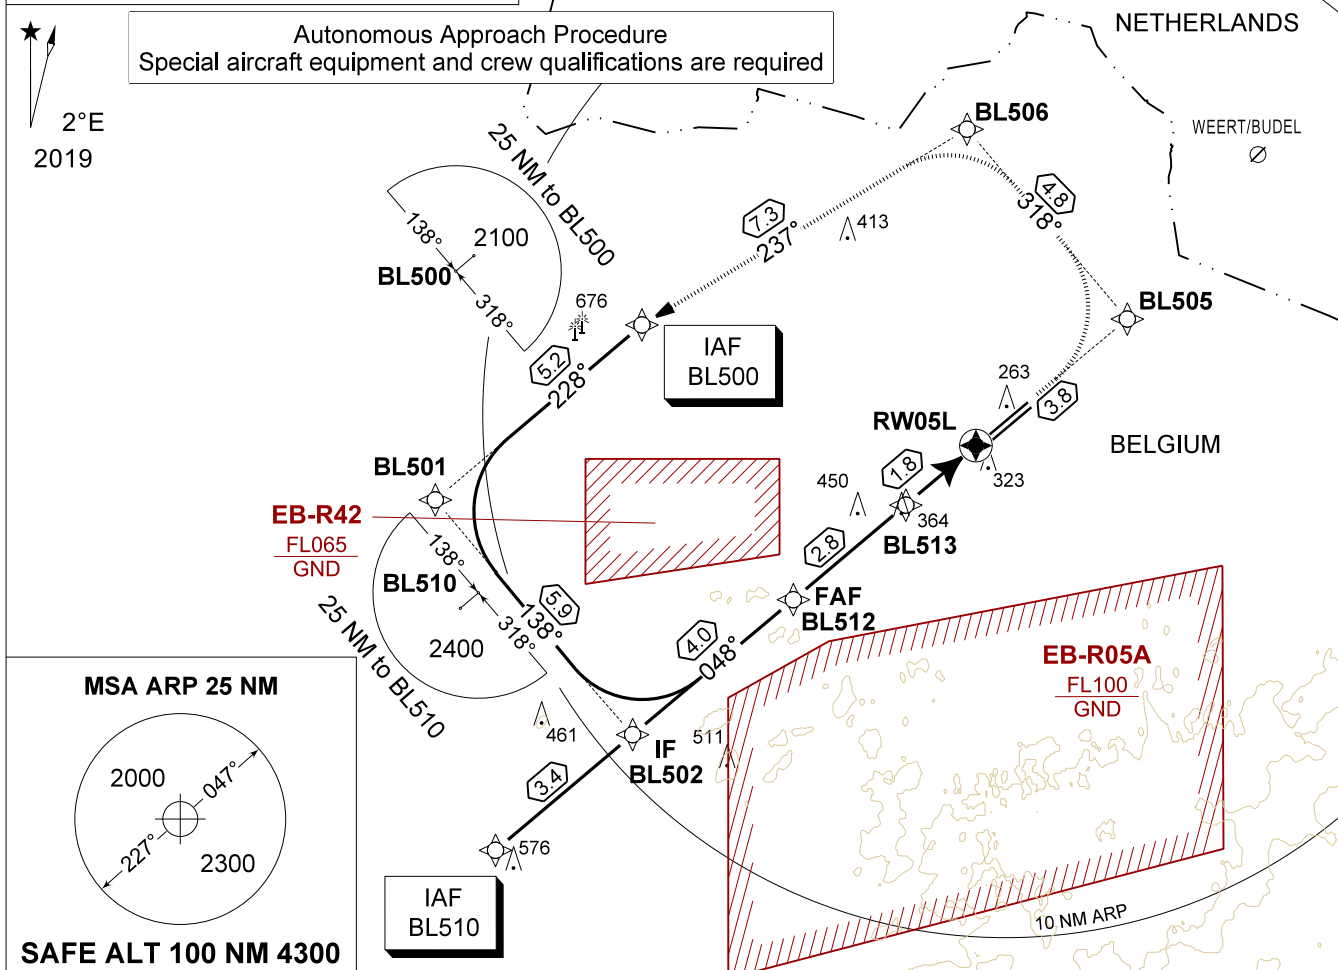 Autonomous Approach Procedure
Special aircraft equipment and crew qualifications are required
NETHERLANDS
2°E
2019
WEERT/BUDEL
BL506
25 NM to BL500
4.8
318°
7.3
237°
413
138°
2100
BL500
318°
676
BL505
IAF
BL500
5.2
228°
263
3.8
RW05L
BELGIUM
BL501
1.8
323
450
364
EB-R42
FL065
GND
BL513
2.8
138°
BL510
318°
2400
25 NM to BL510
5.9
138°
FAF
BL512
4.0
048°
EB-R05A
FL100
GND
MSA ARP 25 NM
461
511
IF
BL502
2000
047°
227°
2300
3.4
576
IAF
BL510
10 NM ARP
SAFE ALT 100 NM 4300